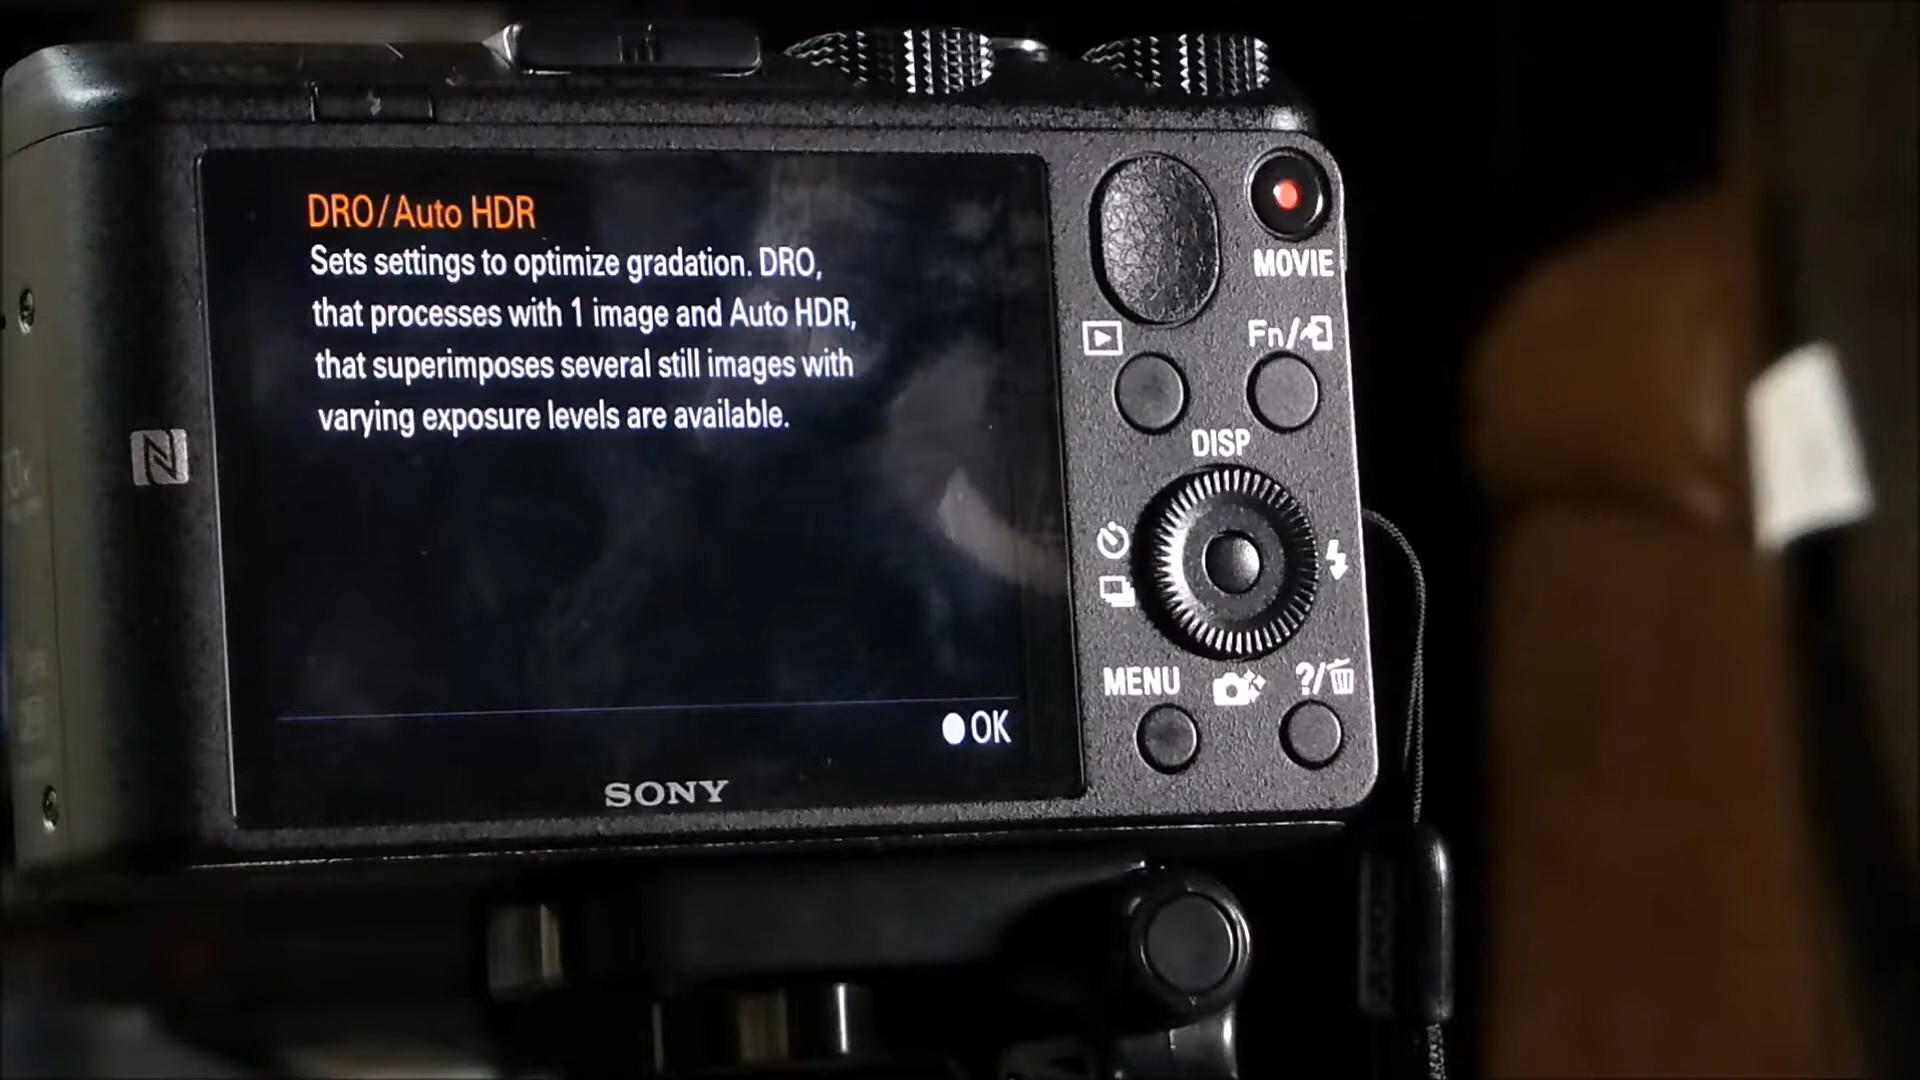 DRO/Auto HDR
Sets settings to optimize gradation. DRO,
that processes with 1 image and Auto HDR,
that superimposes several still images with
varying exposure levels are available.
OK
SONY
MOVIE
Fn/
DISP
MENU
?/